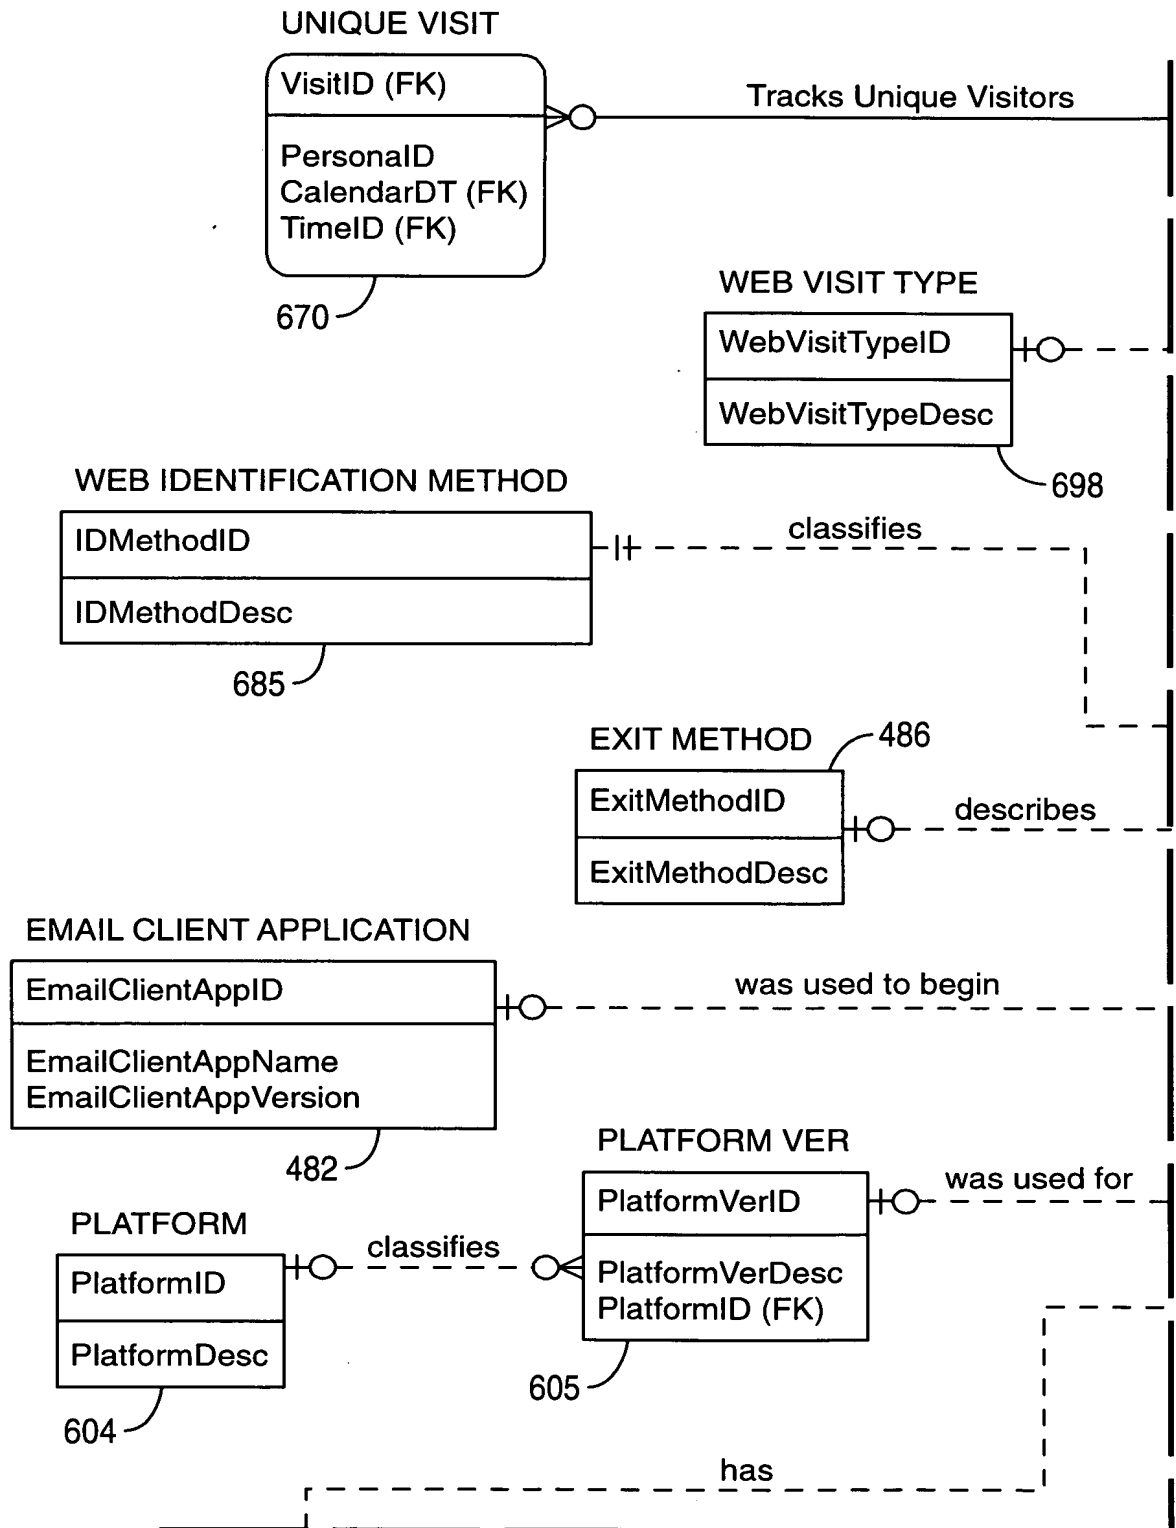 UNIQUE VISIT
VisitID (FK)
Tracks Unique Visitors
PersonaID
CalendarDT (FK)
TimeID (FK)
670
WEB VISIT TYPE
WebVisitTypeID
WebVisitTypeDesc
698
WEB IDENTIFICATION METHOD
IDMethodID
classifies
IDMethodDesc
685
EXIT METHOD
486
ExitMethodID
describes
ExitMethodDesc
EMAIL CLIENT APPLICATION
EmailClientAppID
was used to begin
EmailClientAppName
EmailClientAppVersion
482
PLATFORM VER
PlatformVerID
was used for
PlatformVerDesc
PlatformID (FK)
605
PLATFORM
classifies
PlatformID
PlatformDesc
604
has